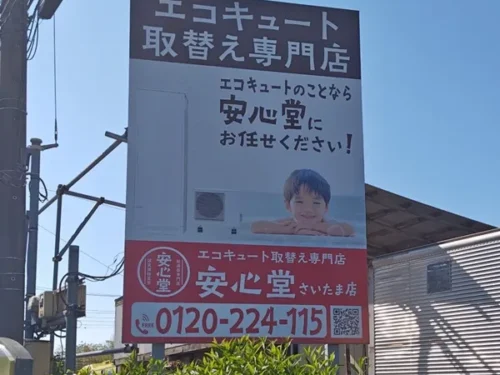 エコキュート
取替え専門店
エコキュートのことなら
安心堂に
お任せください!
エコキュート取替え専門店
安心堂 さいたま店
安心堂
0120-224-115